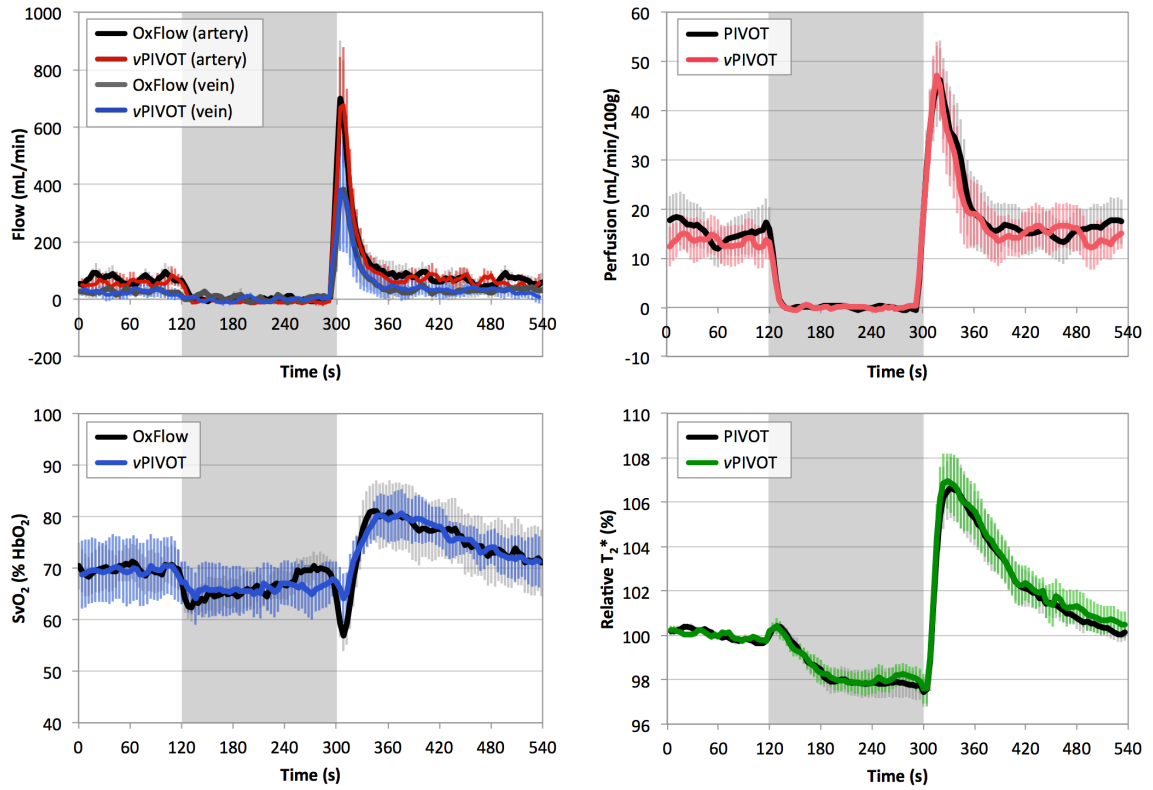 1000
800
600
400
200
0
-200
Flow (mL/min)
OxFlow (artery)
vPIVOT (artery)
OxFlow (vein)
vPIVOT (vein)
0 60 120 180 240 300 360 420 480 540
Time (s)
60
50
40
30
20
10
0
-10
Perfusion (mL/min/100g)
PIVOT
vPIVOT
0 60 120 180 240 300 360 420 480 540
Time (s)
100
90
80
70
60
50
40
SvO₂ (% HbO₂)
OxFlow
vPIVOT
0 60 120 180 240 300 360 420 480 540
Time (s)
110
108
106
104
102
100
98
96
Relative T₂* (%)
PIVOT
vPIVOT
0 60 120 180 240 300 360 420 480 540
Time (s)